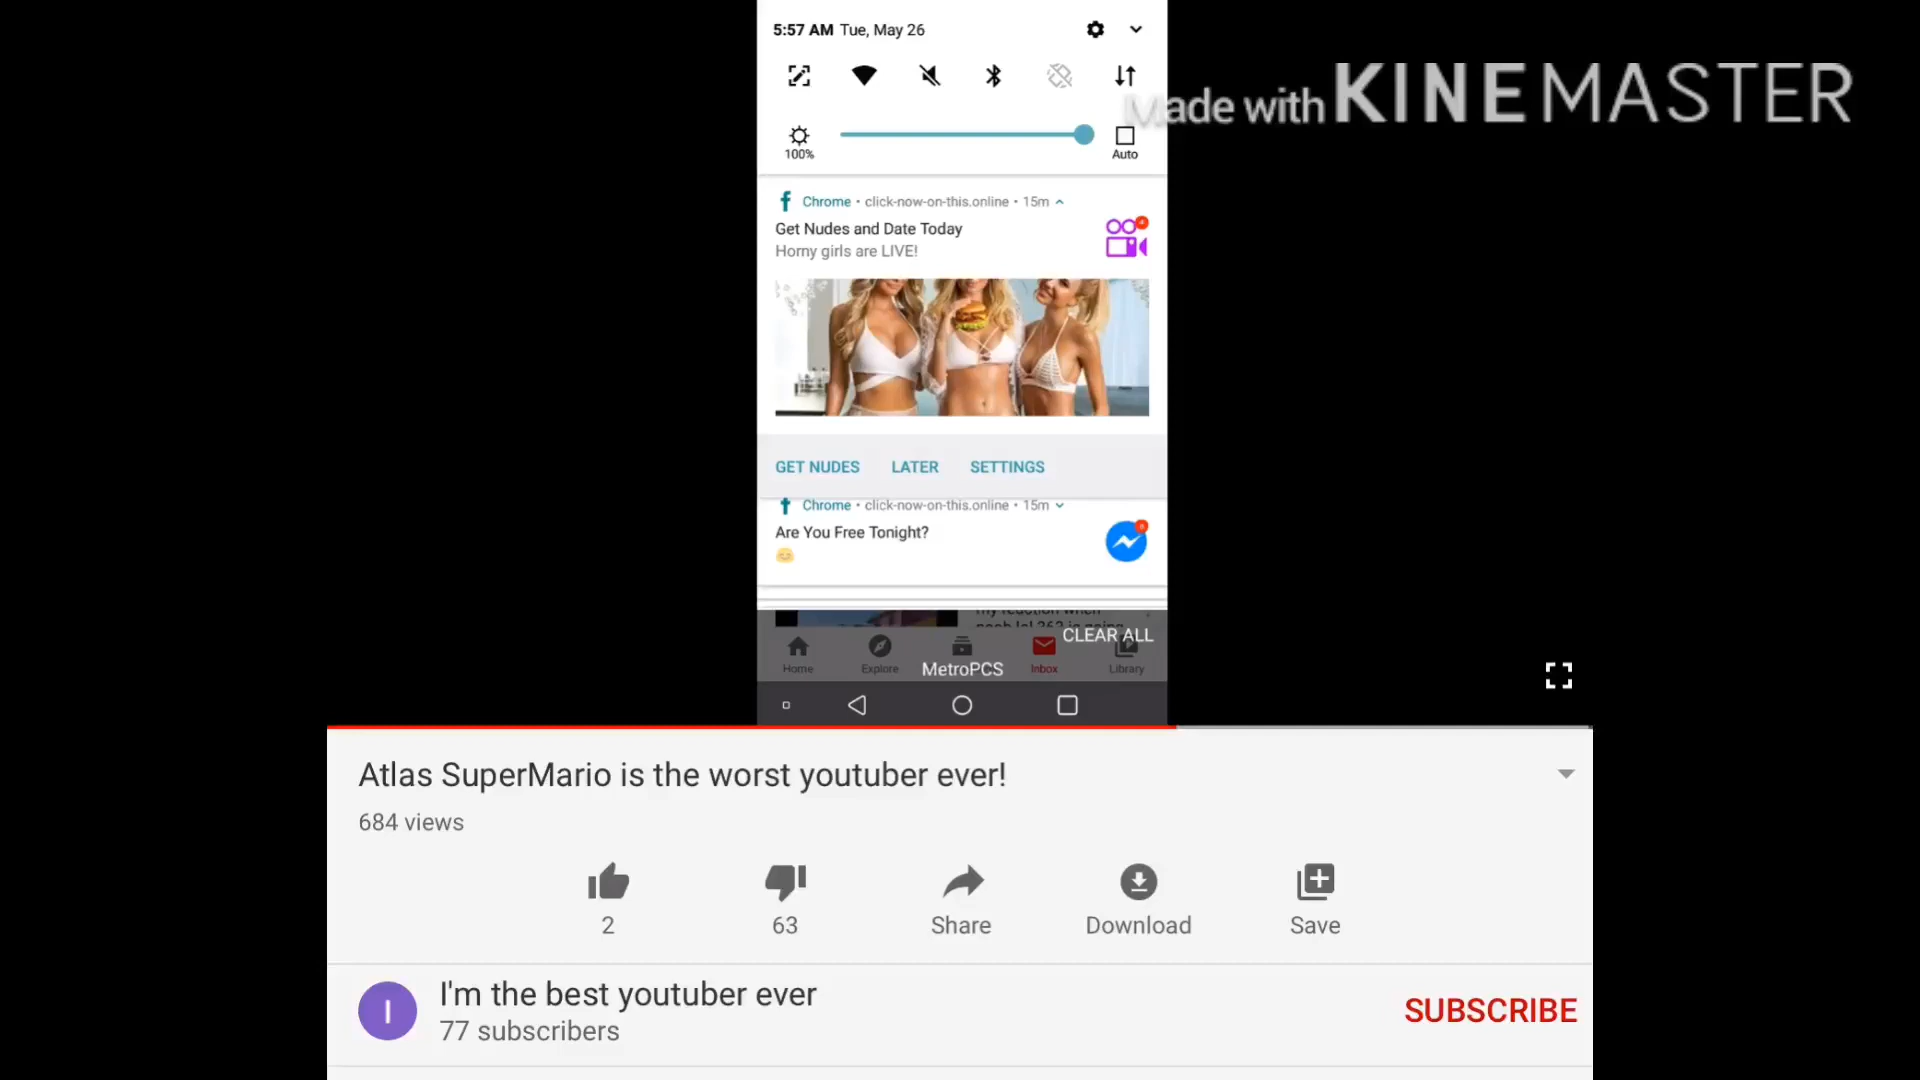 5:57 AM Tue, May 26
Made with KINEMASTER
100%
Auto
Chrome • click-now-on-this.online • 15m
Get Nudes and Date Today
Horny girls are LIVE!
GET NUDES LATER SETTINGS
Chrome • click-now-on-this.online • 15m
Are You Free Tonight?
my reaction when
CLEAR ALL
Home Explore Inbox Library
MetroPCS
Atlas SuperMario is the worst youtuber ever!
684 views
2 63 Share Download Save
I
I'm the best youtuber ever
77 subscribers
SUBSCRIBE